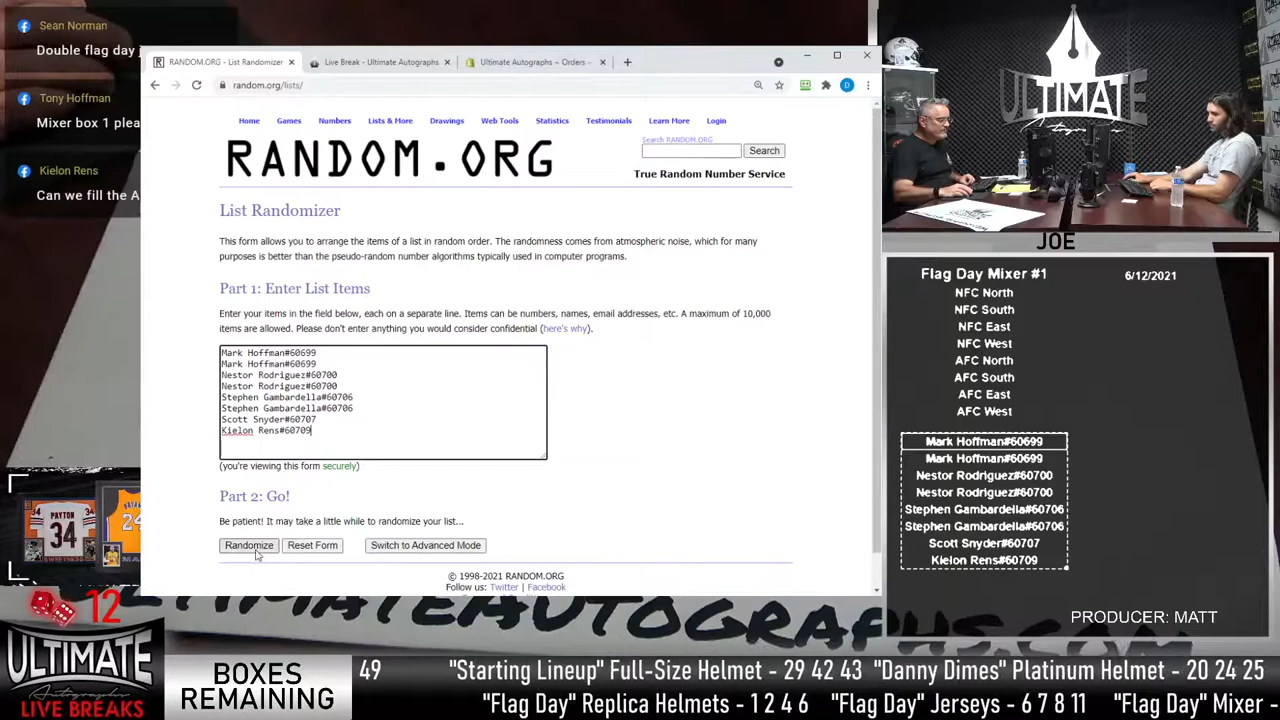 Sean Norman
Double flag day
Tony Hoffman
Mixer box 1 plea
Kielon Rens
Can we fill the A
RANDOM.ORG - List Randomizer
Live Break - Ultimate Autographs
Ultimate Autographs ~ Orders ~
random.org/lists/
D
Home Games Numbers Lists & More Drawings Web Tools Statistics Testimonials Learn More Login
RANDOM.ORG
Search RANDOM.ORG
Search
True Random Number Service
List Randomizer
This form allows you to arrange the items of a list in random order. The randomness comes from atmospheric noise, which for many
purposes is better than the pseudo-random number algorithms typically used in computer programs.
Part 1: Enter List Items
Enter your items in the field below, each on a separate line. Items can be numbers, names, email addresses, etc. A maximum of 10,000
items are allowed. Please don't enter anything you would consider confidential (here's why).
Mark Hoffman#60699
Mark Hoffman#60699
Nestor Rodriguez#60700
Nestor Rodriguez#60700
Stephen Gambardella#60706
Stephen Gambardella#60706
Scott Snyder#60707
Kielon Rens#60709
(you're viewing this form securely)
Part 2: Go!
Be patient! It may take a little while to randomize your list...
Randomize Reset Form Switch to Advanced Mode
© 1998-2021 RANDOM.ORG
Follow us: Twitter | Facebook
ULTIMATE
JOE
Flag Day Mixer #1 6/12/2021
NFC North
NFC South
NFC East
NFC West
AFC North
AFC South
AFC East
AFC West
Mark Hoffman#60699
Mark Hoffman#60699
Nestor Rodriguez#60700
Nestor Rodriguez#60700
Stephen Gambardella#60706
Stephen Gambardella#60706
Scott Snyder#60707
Kielon Rens#60709
PRODUCER: MATT
PAYTON
34
24
ULTIMATEAUTOGRAPHS.COM
12
ULTIMATE
Autographs
LIVE BREAKS
BOXES
REMAINING
49 "Starting Lineup" Full-Size Helmet - 29 42 43 "Danny Dimes" Platinum Helmet - 20 24 25
"Flag Day" Replica Helmets - 1 2 4 6 "Flag Day" Jerseys - 6 7 8 11 "Flag Day" Mixer -